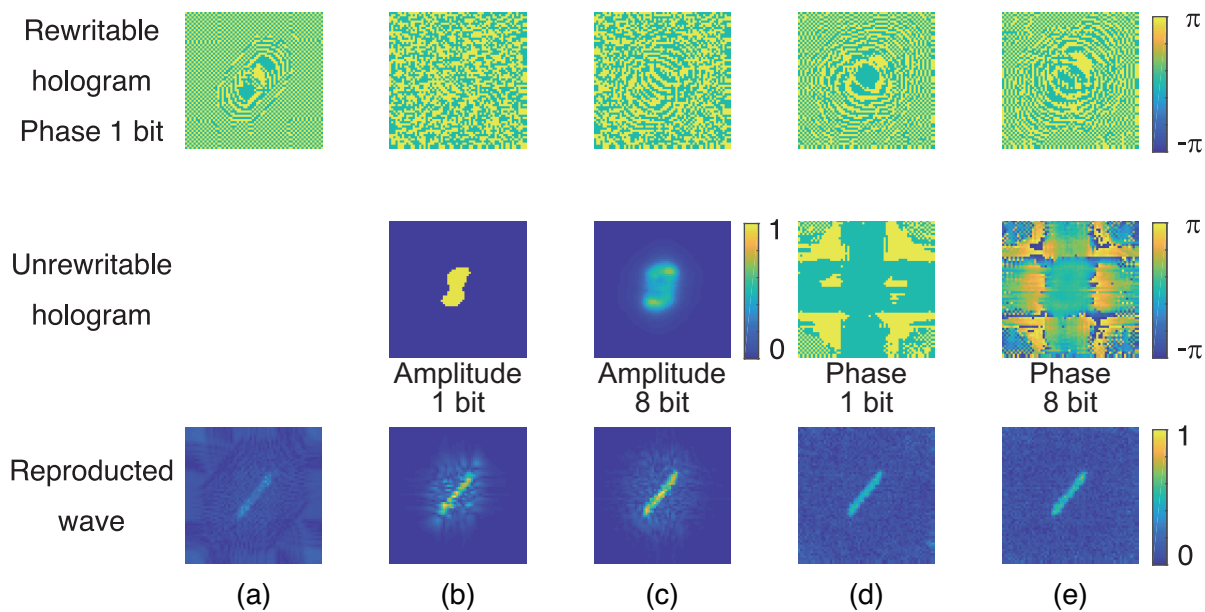 Rewritable
hologram
Phase 1 bit
π
-π
Unrewritable
hologram
1
0
π
-π
Amplitude
1 bit
Amplitude
8 bit
Phase
1 bit
Phase
8 bit
Reproducted
wave
1
0
(a)
(b)
(c)
(d)
(e)